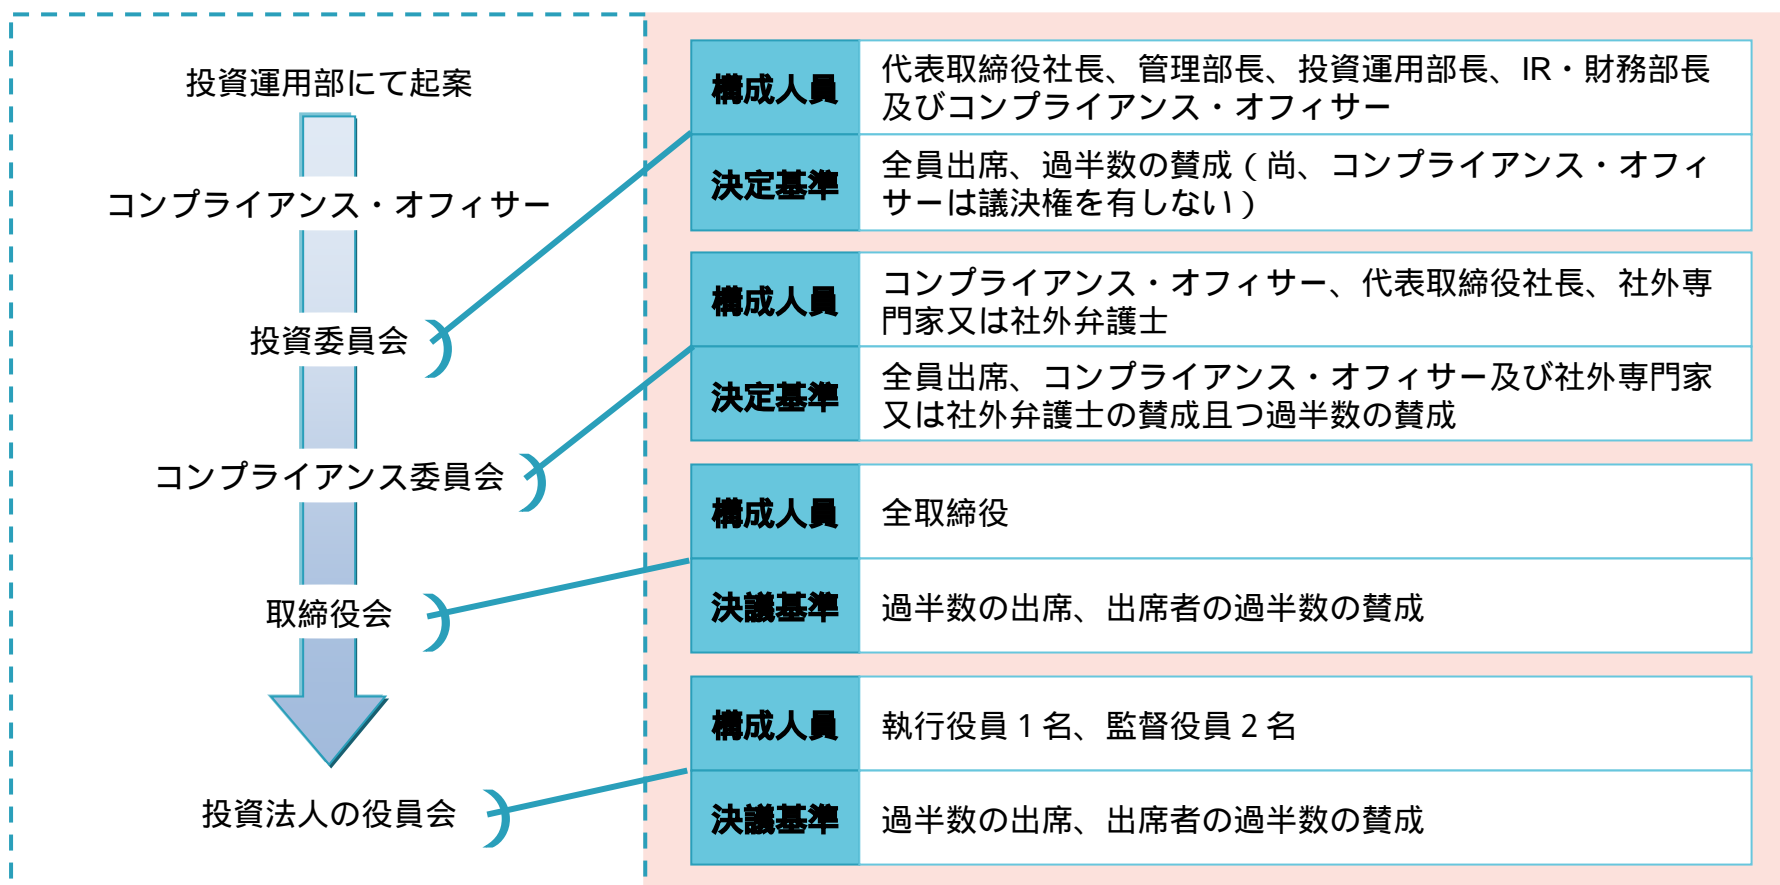 投資運用部にて起案
コンプライアンス・オフィサー
投資委員会
コンプライアンス委員会
取締役会
投資法人の役員会
構成人員
代表取締役社長、管理部長、投資運用部長、IR・財務部長
及びコンプライアンス・オフィサー
決定基準
全員出席、過半数の賛成（尚、コンプライアンス・オフィ
サーは議決権を有しない）
構成人員
コンプライアンス・オフィサー、代表取締役社長、社外専
門家又は社外弁護士
決定基準
全員出席、コンプライアンス・オフィサー及び社外専門家
又は社外弁護士の賛成且つ過半数の賛成
構成人員
全取締役
決議基準
過半数の出席、出席者の過半数の賛成
構成人員
執行役員１名、監督役員２名
決議基準
過半数の出席、出席者の過半数の賛成